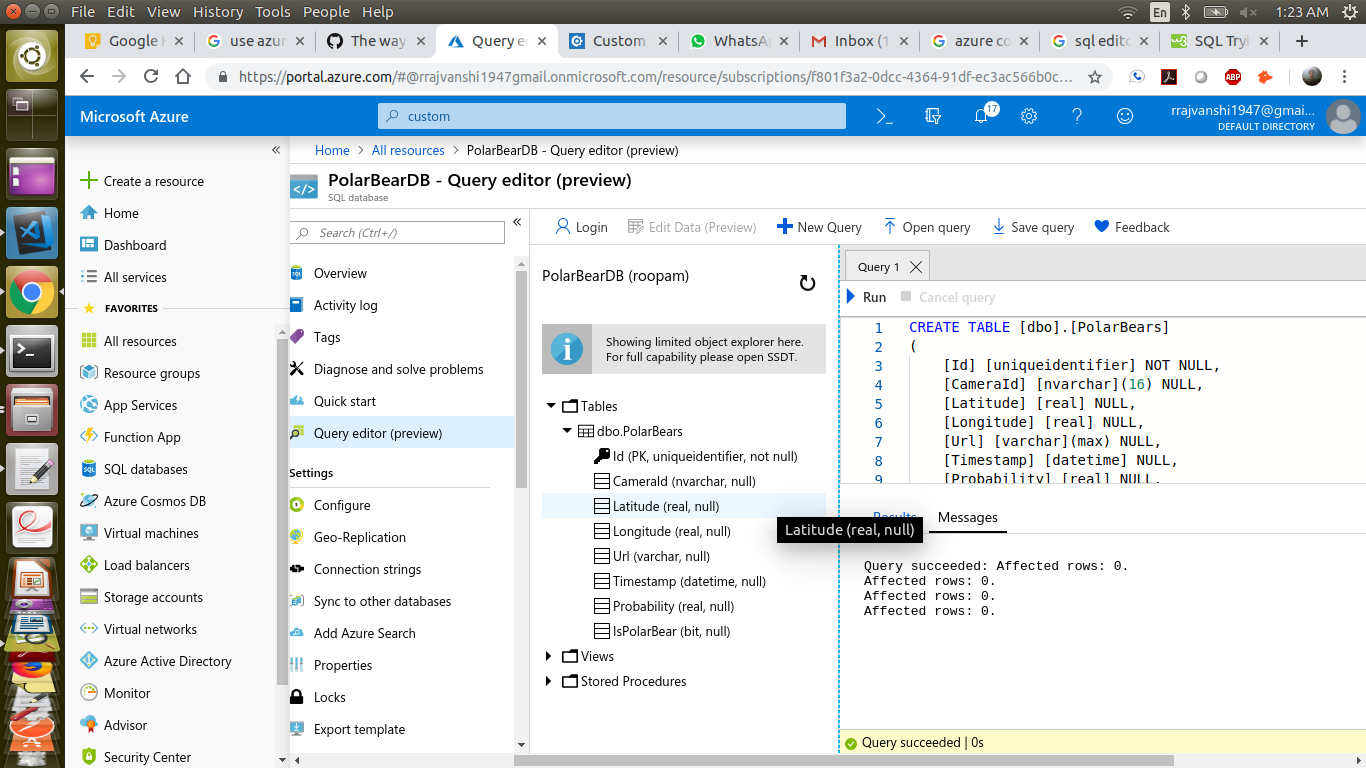 File Edit View History Tools People Help
En
1:23 AM
Google
use azur
The way
Query e
Custom
WhatsA
Inbox (1
azure co
sql edit
SQL Tryi
https://portal.azure.com/#@rrajvanshi1947gmail.onmicrosoft.com/resource/subscriptions/f801f3a2-0dcc-4364-91df-ec3ac566b0c...
ABP
Microsoft Azure
custom
17
rrajvanshi1947@gmai...
DEFAULT DIRECTORY
Home > All resources > PolarBearDB - Query editor (preview)
PolarBearDB - Query editor (preview)
SQL database
Create a resource
Home
Dashboard
All services
FAVORITES
All resources
Resource groups
App Services
Function App
SQL databases
Azure Cosmos DB
Virtual machines
Load balancers
Storage accounts
Virtual networks
Azure Active Directory
Monitor
Advisor
Security Center
Search (Ctrl+/)
Overview
Activity log
Tags
Diagnose and solve problems
Quick start
Query editor (preview)
Settings
Configure
Geo-Replication
Connection strings
Sync to other databases
Add Azure Search
Properties
Locks
Export template
Login
Edit Data (Preview)
New Query
Open query
Save query
Feedback
PolarBearDB (roopam)
Showing limited object explorer here.
For full capability please open SSDT.
Tables
dbo.PolarBears
Id (PK, uniqueidentifier, not null)
CameraId (nvarchar, null)
Latitude (real, null)
Longitude (real, null)
Url (varchar, null)
Timestamp (datetime, null)
Probability (real, null)
IsPolarBear (bit, null)
Views
Stored Procedures
Latitude (real, null)
Query 1
Run
Cancel query
1 CREATE TABLE [dbo].[PolarBears]
2 (
3 [Id] [uniqueidentifier] NOT NULL,
4 [CameraId] [nvarchar](16) NULL,
5 [Latitude] [real] NULL,
6 [Longitude] [real] NULL,
7 [Url] [varchar](max) NULL,
8 [Timestamp] [datetime] NULL,
9 [Probability] [real] NULL,
Results
Messages
Query succeeded: Affected rows: 0.
Affected rows: 0.
Affected rows: 0.
Affected rows: 0.
Query succeeded | 0s